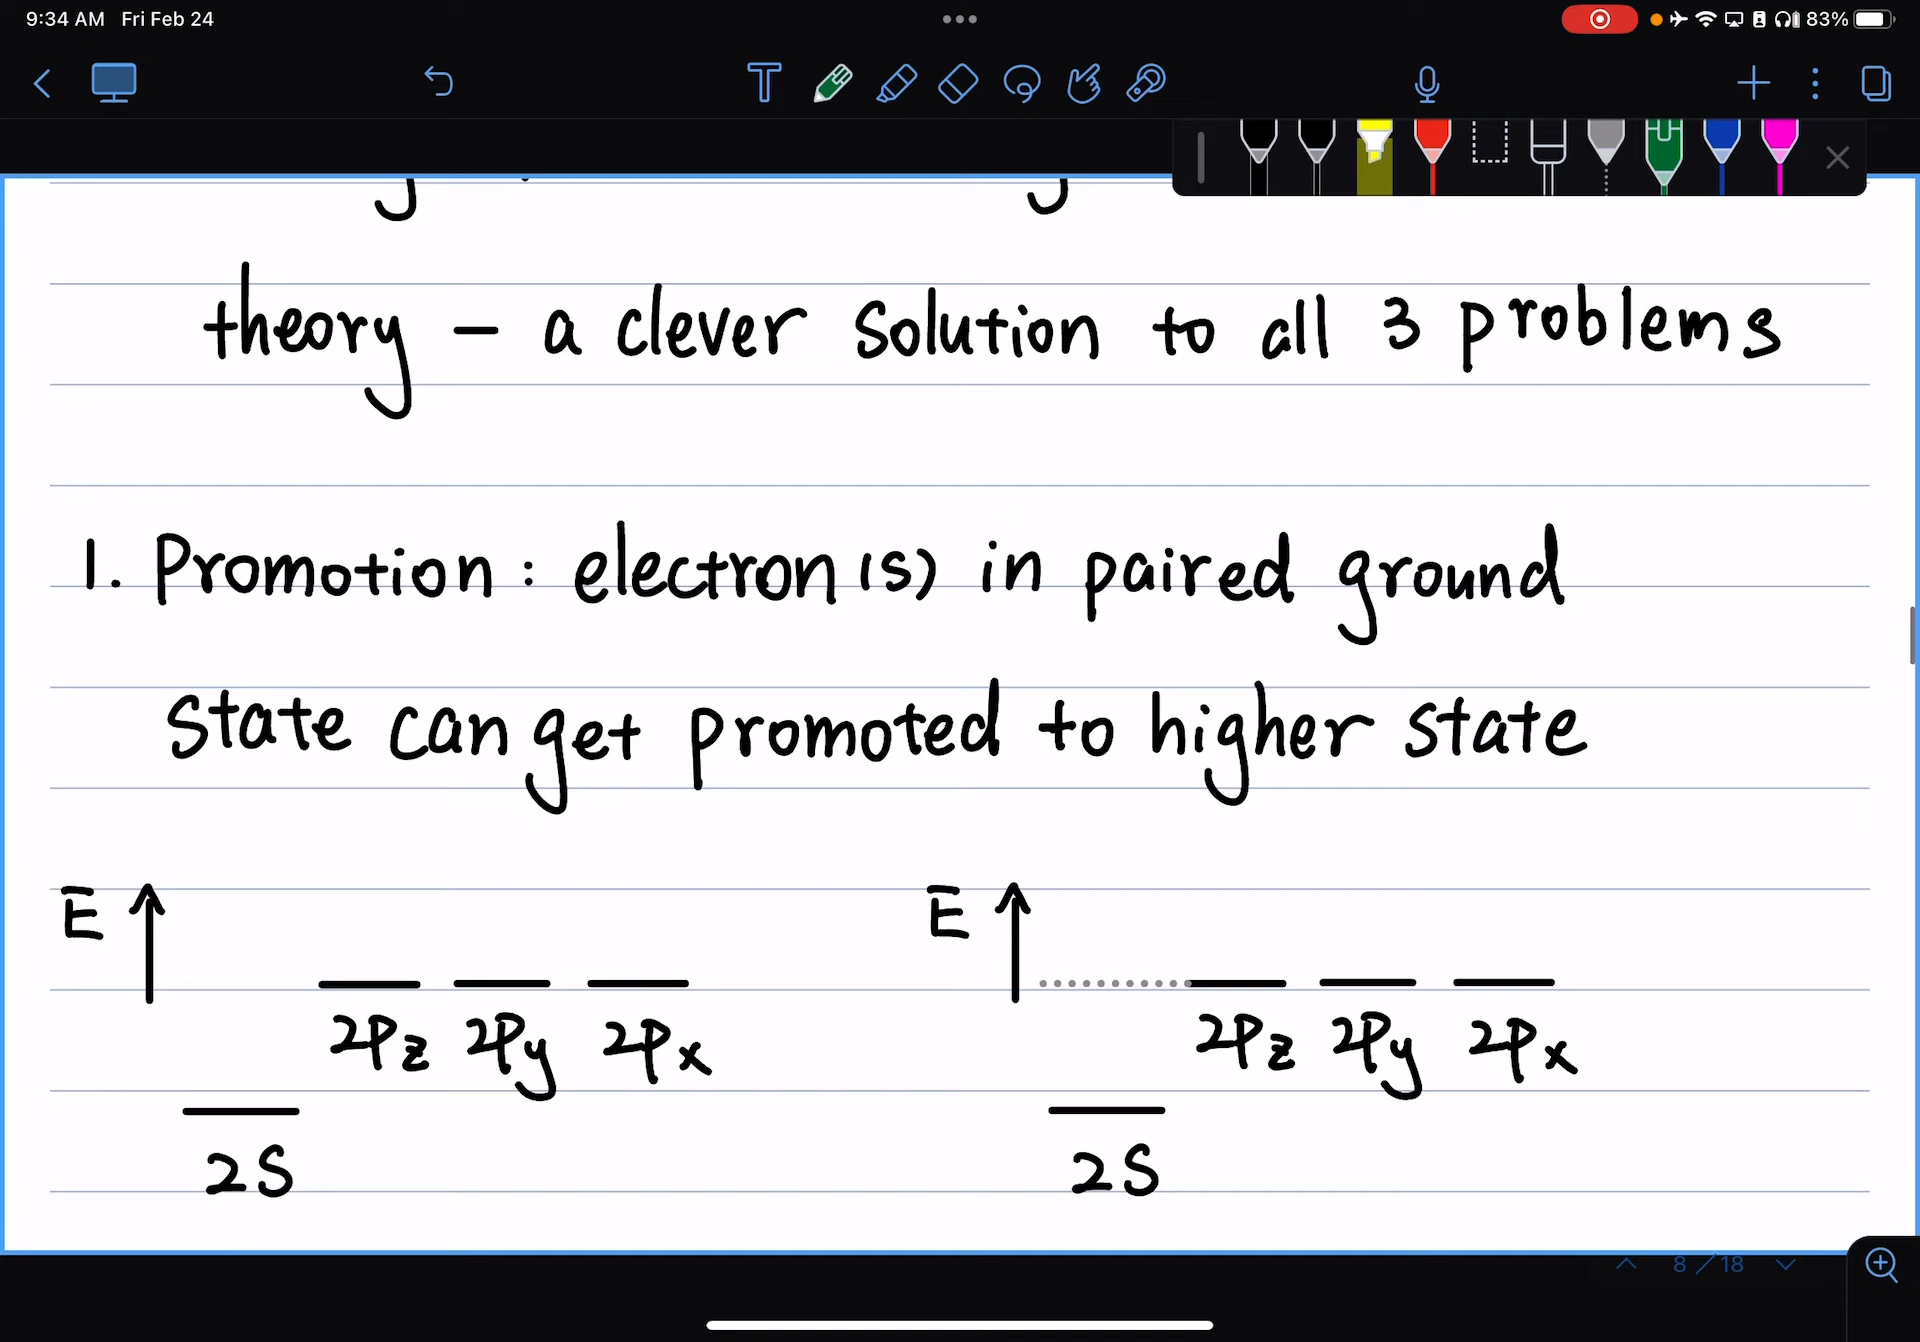 9:34 AM Fri Feb 24
83%
theory – a clever solution to all 3 problems
1. Promotion : electron(s) in paired ground
state can get promoted to higher state
E E
2Pz 2Py 2Px 2Pz 2Py 2Px
2S 2S
8 / 18